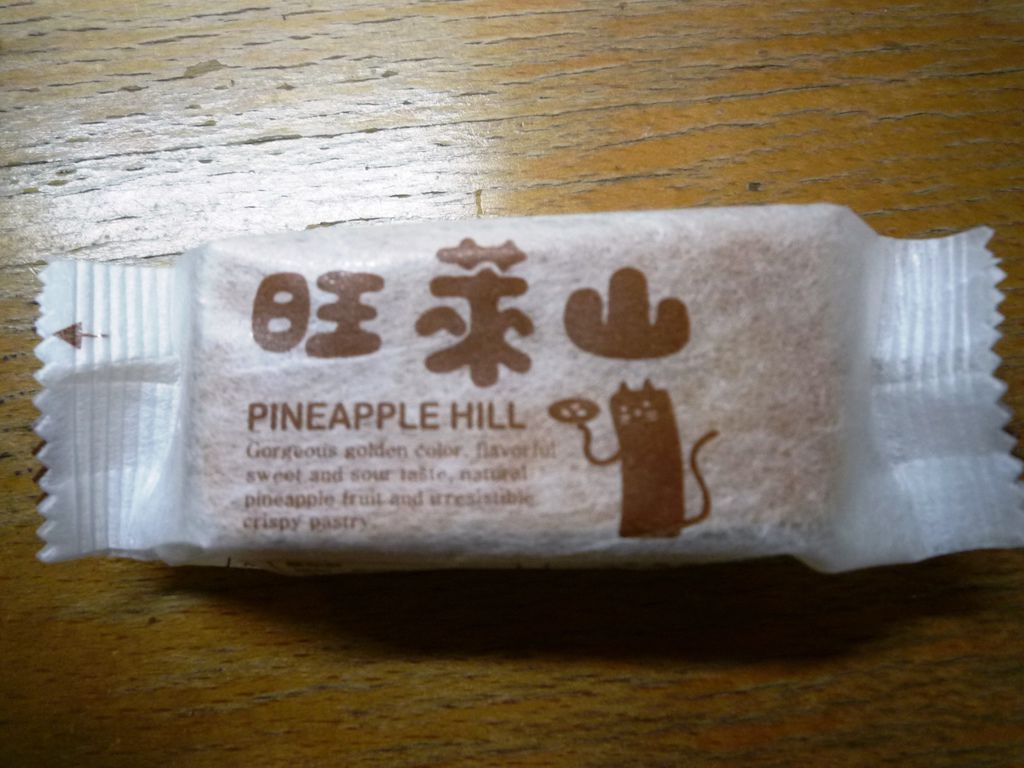 旺萊山
PINEAPPLE HILL
Gorgeous golden color, flavorful
sweet and sour taste, natural
pineapple fruit and irresistible
crispy pastry.